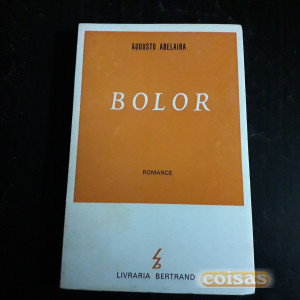 AUGUSTO ABELAIRA
BOLOR
ROMANCE
LIVRARIA BERTRAND
coisas